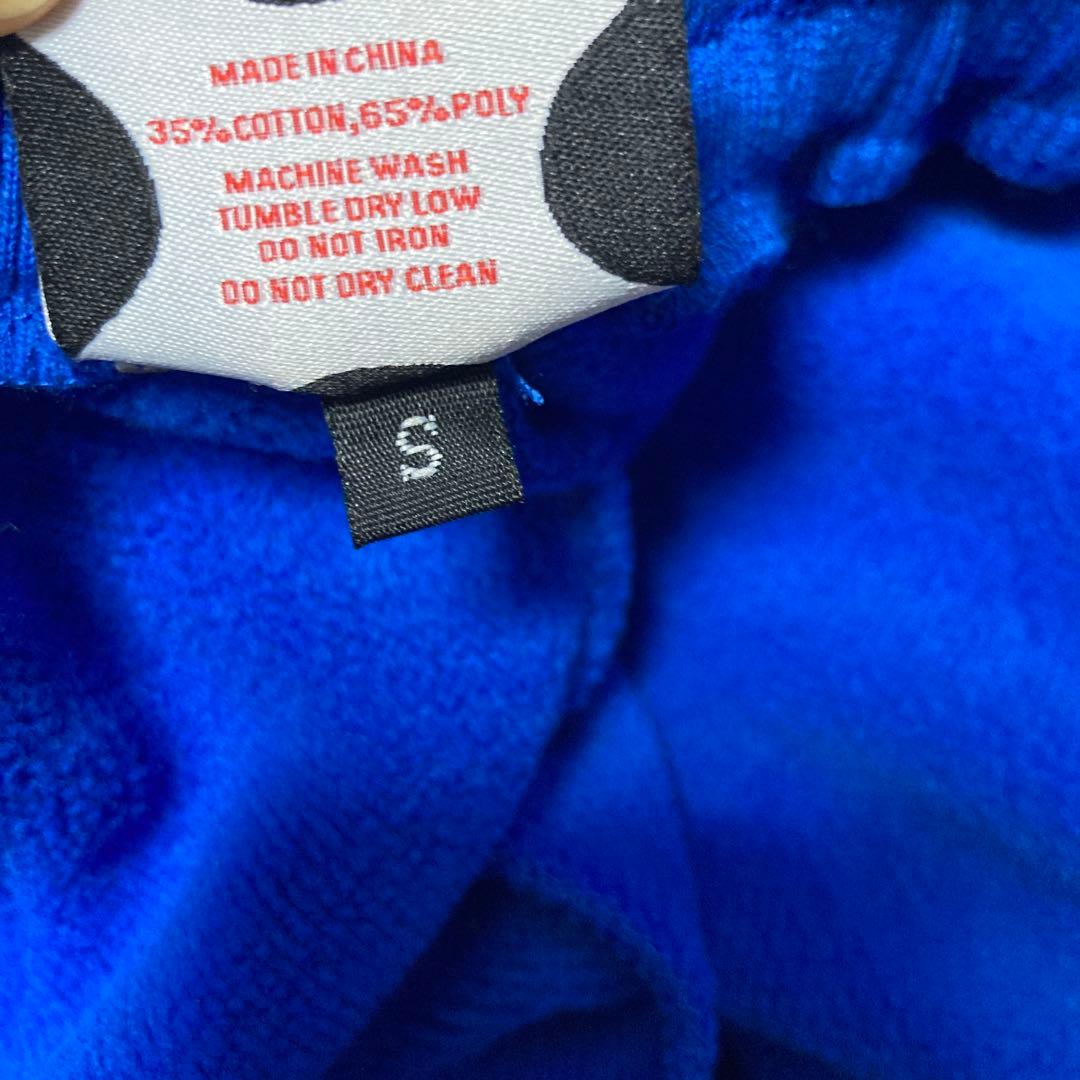 MADE IN CHINA
35%COTTON,65%POLY
MACHINE WASH
TUMBLE DRY LOW
DO NOT IRON
DO NOT DRY CLEAN
S